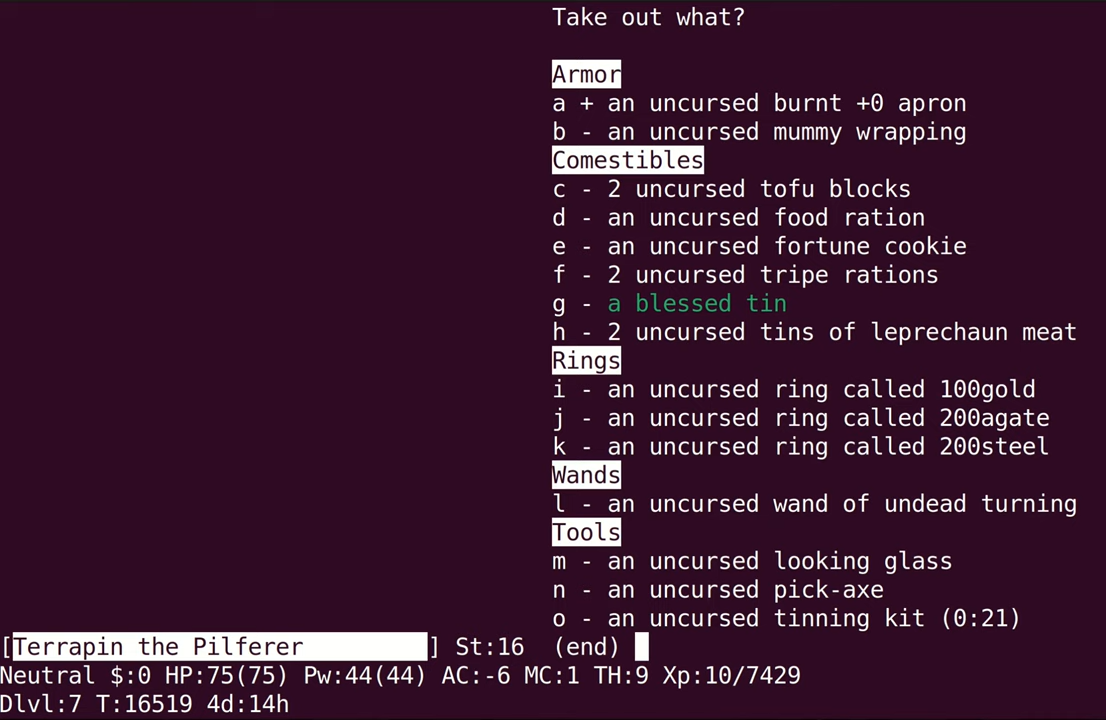 Take out what?
Armor
a + an uncursed burnt +0 apron
b - an uncursed mummy wrapping
Comestibles
c - 2 uncursed tofu blocks
d - an uncursed food ration
e - an uncursed fortune cookie
f - 2 uncursed tripe rations
g - a blessed tin
h - 2 uncursed tins of leprechaun meat
Rings
i - an uncursed ring called 100gold
j - an uncursed ring called 200agate
k - an uncursed ring called 200steel
Wands
l - an uncursed wand of undead turning
Tools
m - an uncursed looking glass
n - an uncursed pick-axe
o - an uncursed tinning kit (0:21)
[Terrapin the Pilferer ] St:16 (end)
Neutral $:0 HP:75(75) Pw:44(44) AC:-6 MC:1 TH:9 Xp:10/7429
Dlvl:7 T:16519 4d:14h